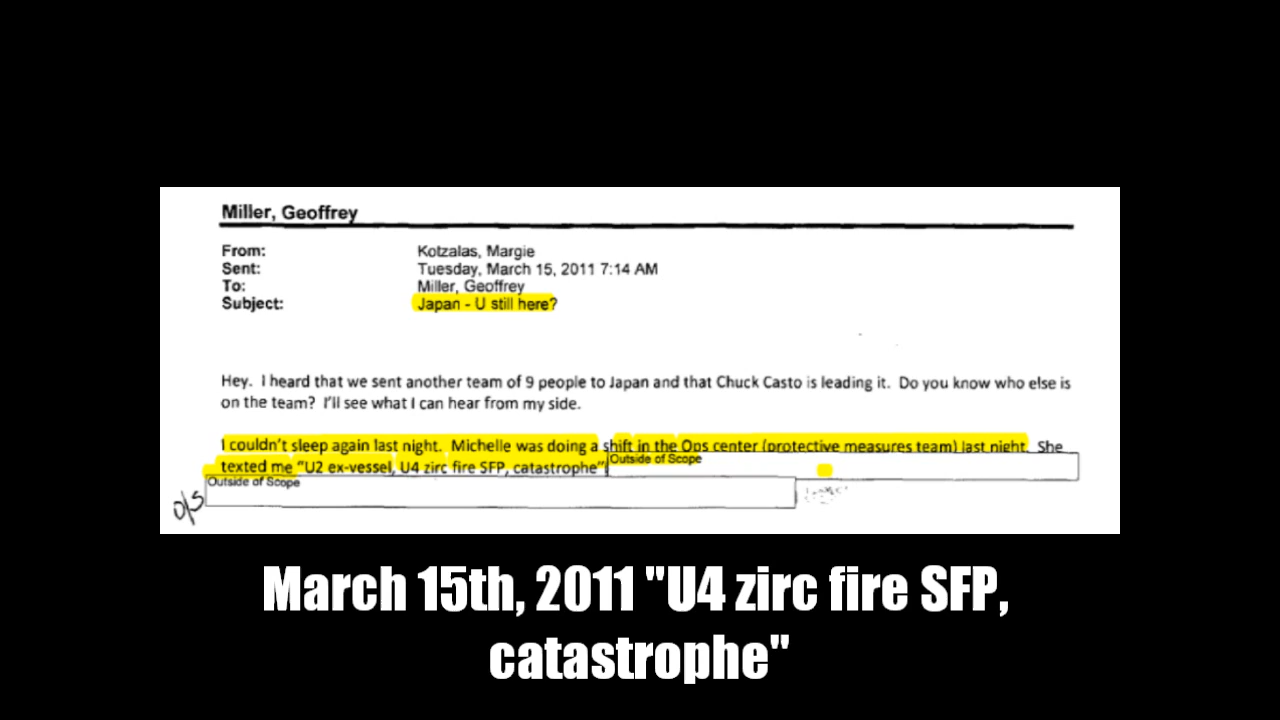 Miller, Geoffrey
From: Kotzalas, Margie
Sent: Tuesday, March 15, 2011 7:14 AM
To: Miller, Geoffrey
Subject: Japan - U still here?
Hey. I heard that we sent another team of 9 people to Japan and that Chuck Casto is leading it. Do you know who else is
on the team? I'll see what I can hear from my side.
I couldn't sleep again last night. Michelle was doing a shift in the Ops center (protective measures team) last night. She
texted me "U2 ex-vessel, U4 zirc fire SFP, catastrophe" Outside of Scope
Outside of Scope
O/S
March 15th, 2011 "U4 zirc fire SFP,
catastrophe"